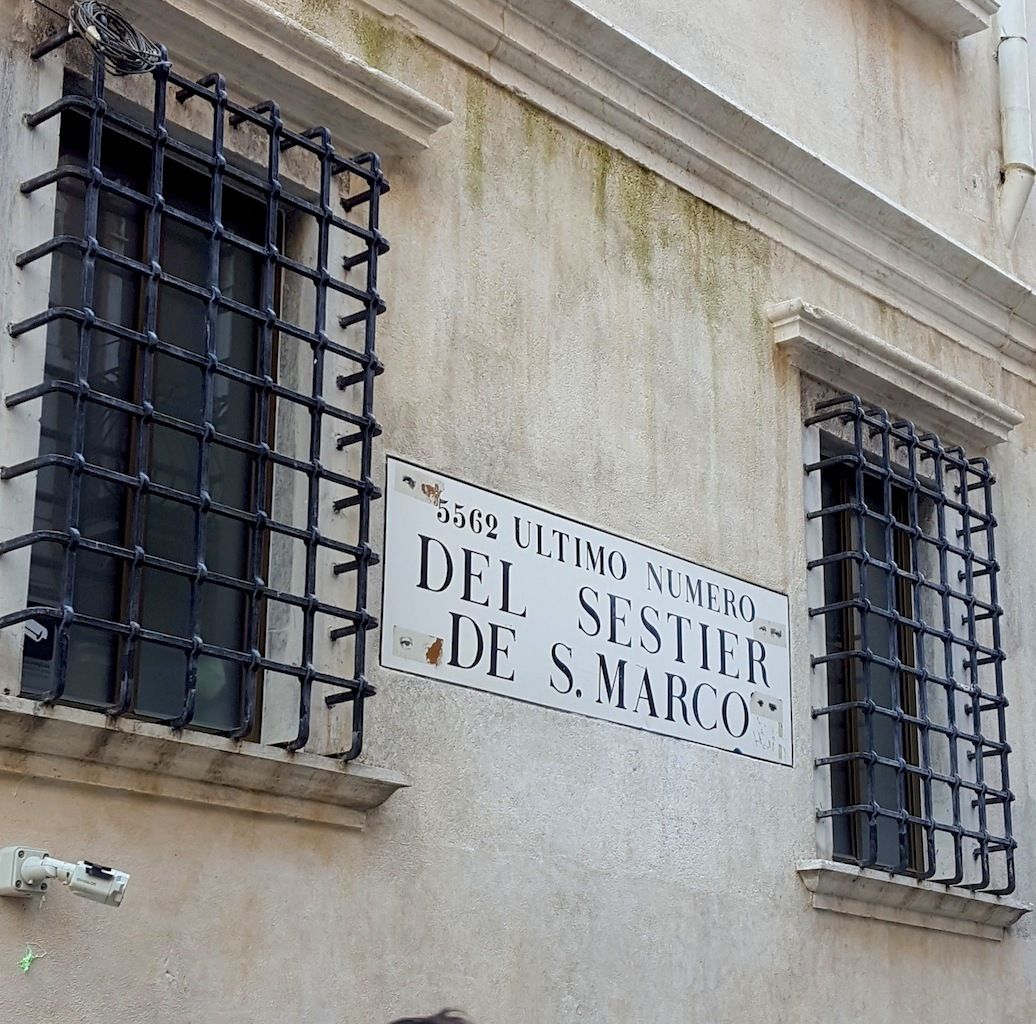 5562 ULTIMO NUMERO
DEL SESTIER
DE S. MARCO